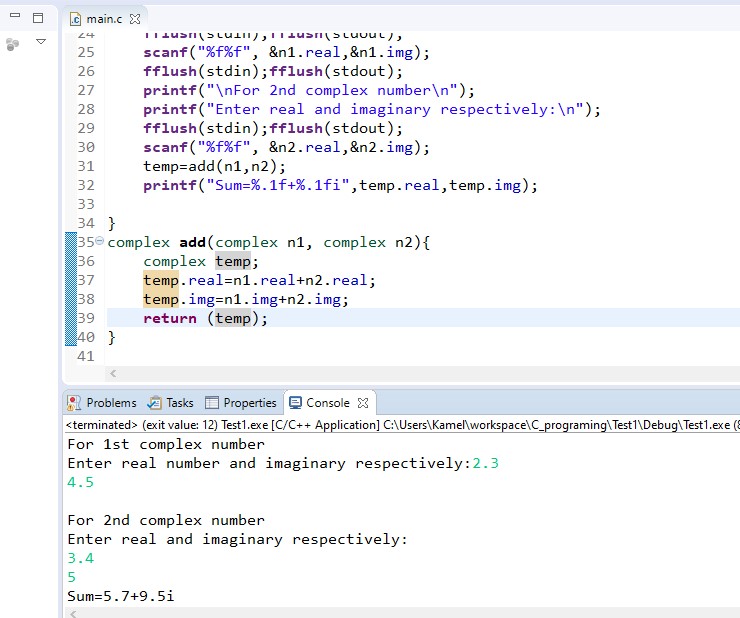 main.c
24 fflush(stdin);fflush(stdout);
25 scanf("%f%f", &n1.real,&n1.img);
26 fflush(stdin);fflush(stdout);
27 printf("\nFor 2nd complex number\n");
28 printf("Enter real and imaginary respectively:\n");
29 fflush(stdin);fflush(stdout);
30 scanf("%f%f", &n2.real,&n2.img);
31 temp=add(n1,n2);
32 printf("Sum=%.1f+%.1fi",temp.real,temp.img);
33
34 }
35 complex add(complex n1, complex n2){
36 complex temp;
37 temp.real=n1.real+n2.real;
38 temp.img=n1.img+n2.img;
39 return (temp);
40 }
41
Problems Tasks Properties Console
<terminated> (exit value: 12) Test1.exe [C/C++ Application] C:\Users\Kamel\workspace\C_programing\Test1\Debug\Test1.exe (8
For 1st complex number
Enter real number and imaginary respectively:2.3
4.5

For 2nd complex number
Enter real and imaginary respectively:
3.4
5
Sum=5.7+9.5i